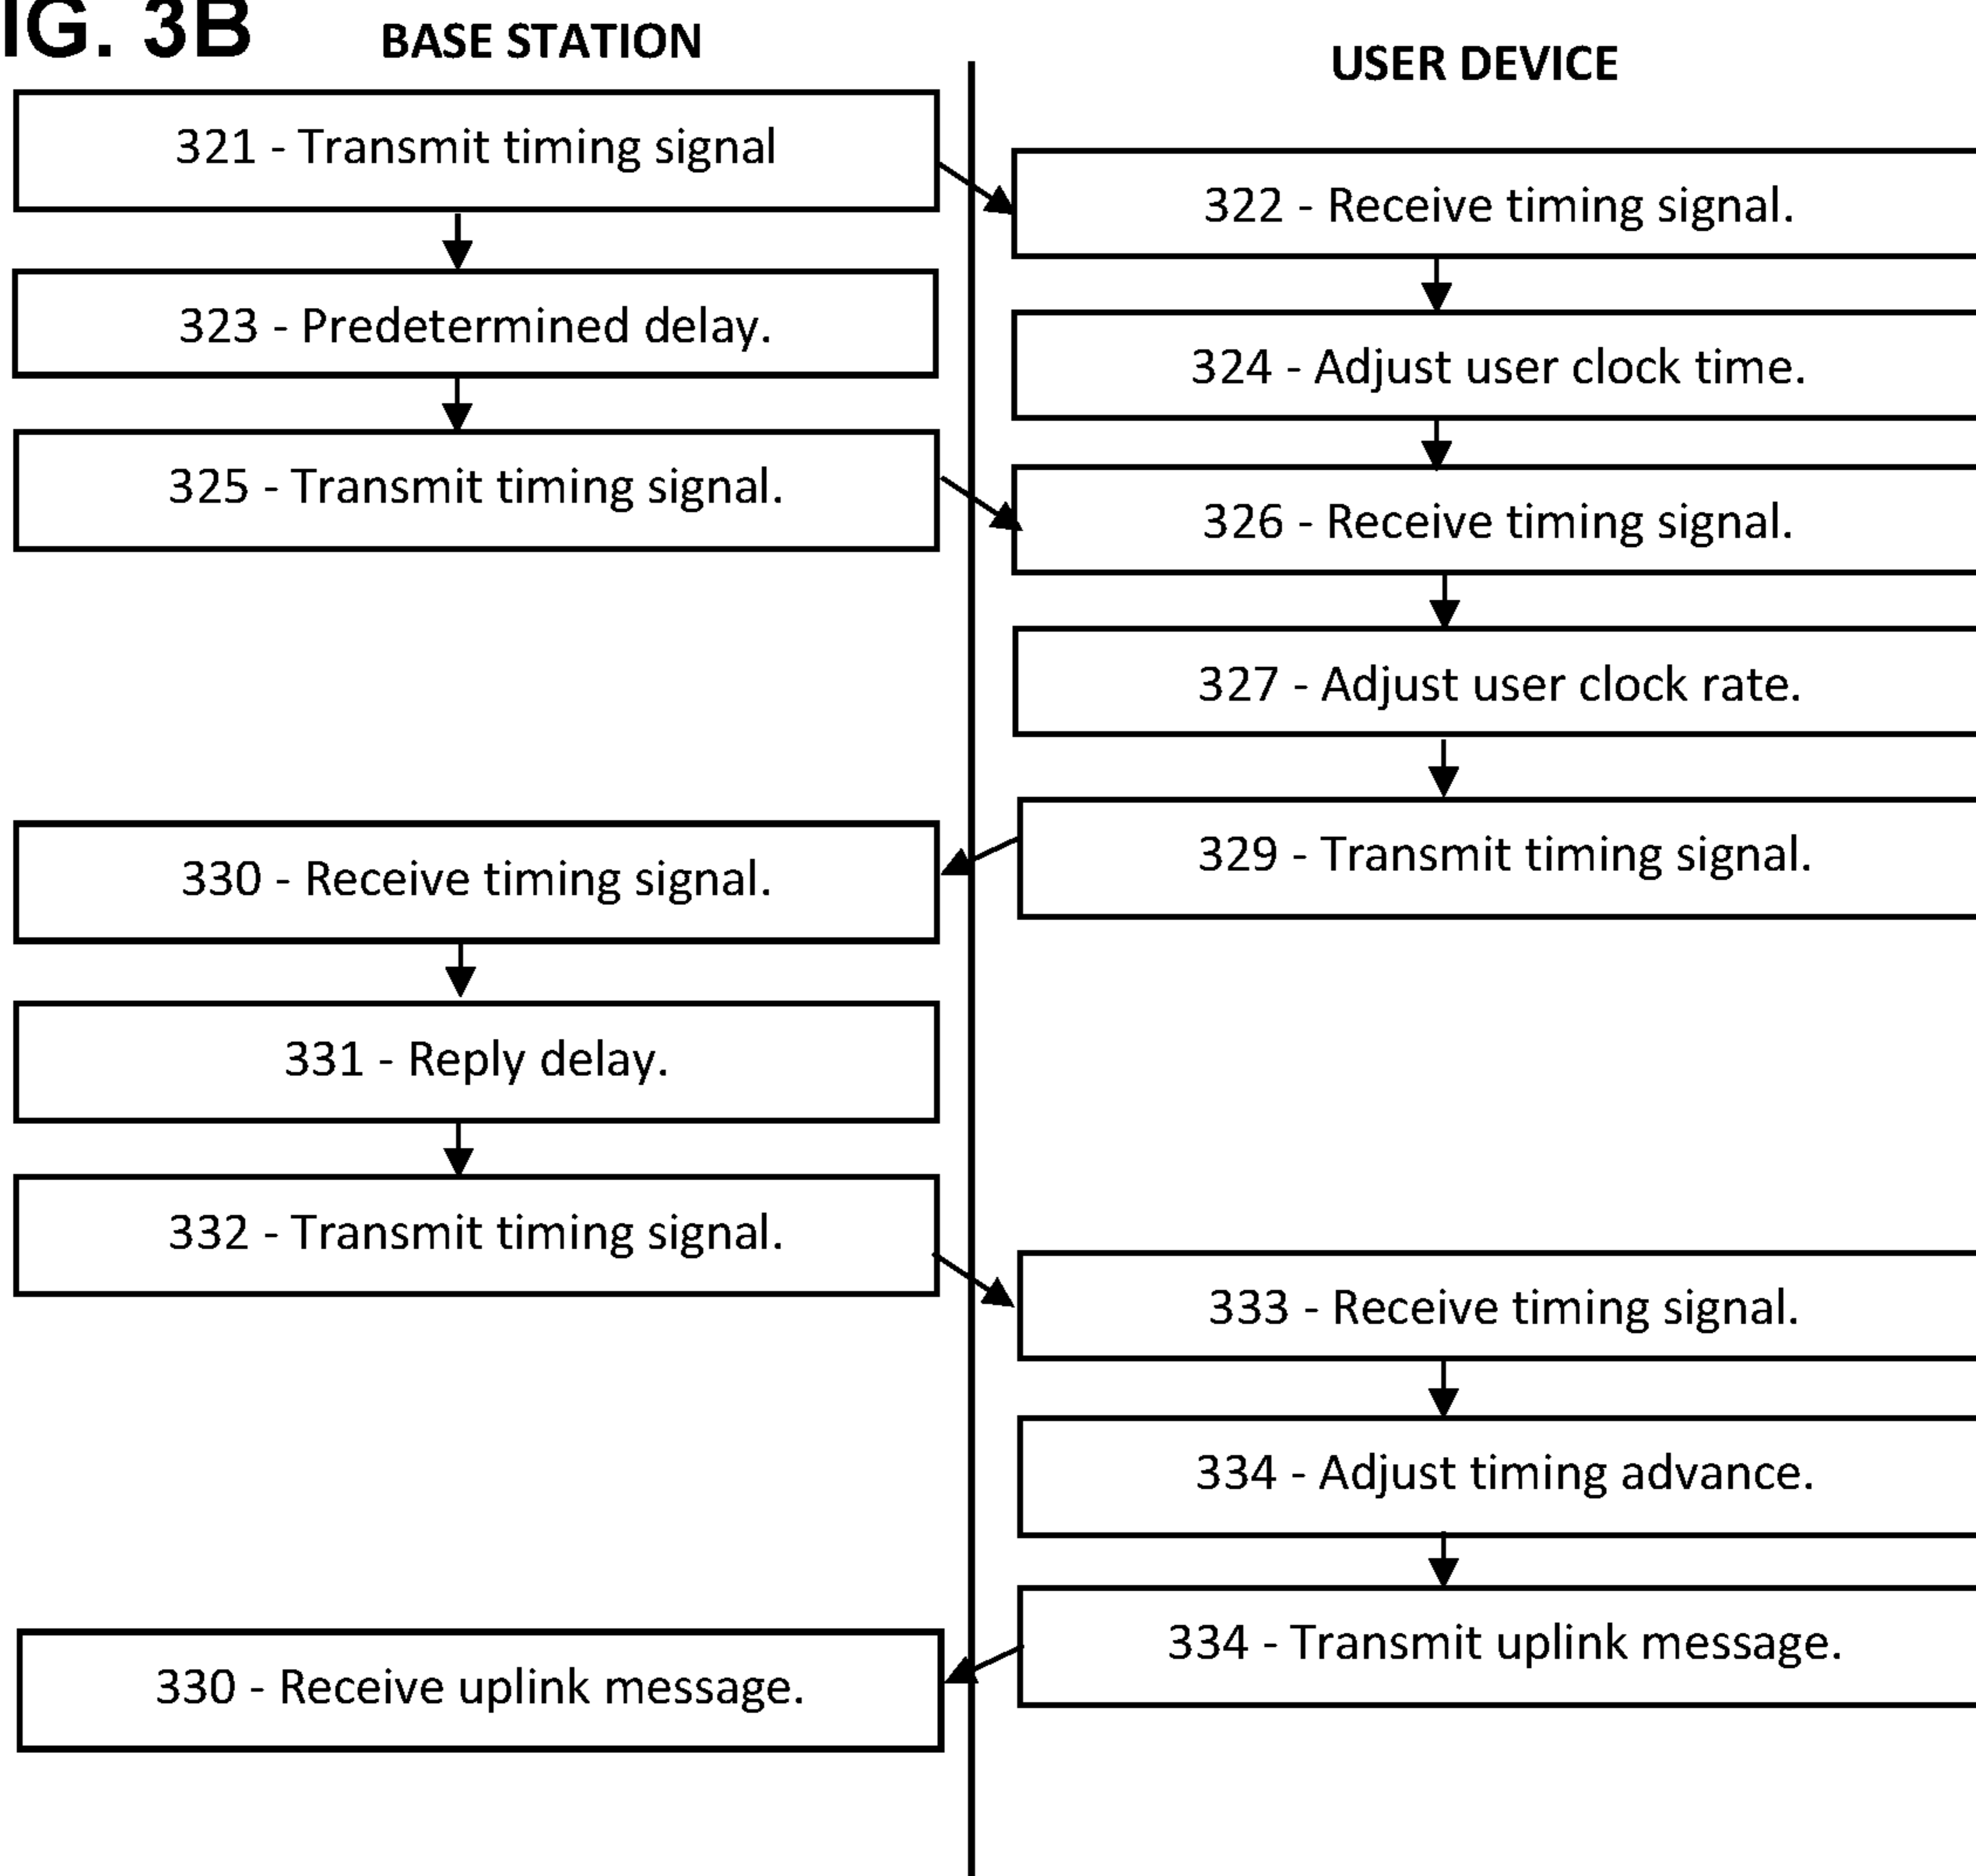 IG. 3B
BASE STATION
USER DEVICE
321 - Transmit timing signal
322 - Receive timing signal.
323 - Predetermined delay.
324 - Adjust user clock time.
325 - Transmit timing signal.
326 - Receive timing signal.
327 - Adjust user clock rate.
329 - Transmit timing signal.
330 - Receive timing signal.
331 - Reply delay.
332 - Transmit timing signal.
333 - Receive timing signal.
334 - Adjust timing advance.
334 - Transmit uplink message.
330 - Receive uplink message.